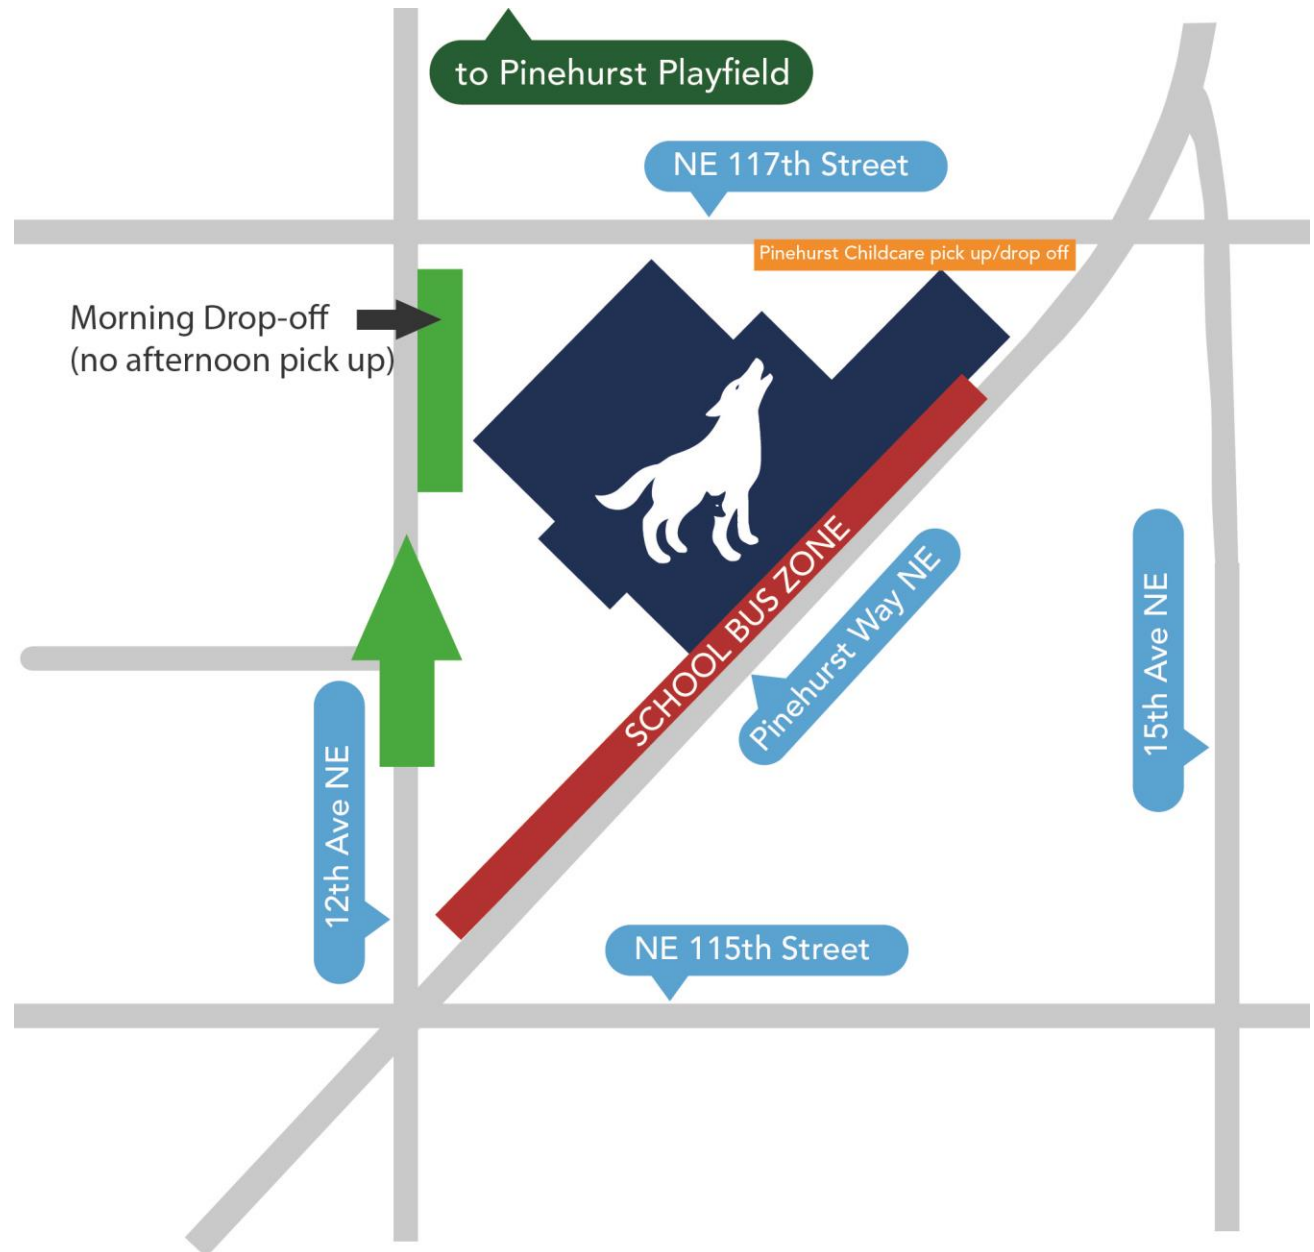 to Pinehurst Playfield
NE 117th Street
Pinehurst Childcare pick up/drop off
Morning Drop-off
(no afternoon pick up)
SCHOOL BUS ZONE
Pinehurst Way NE
15th Ave NE
12th Ave NE
NE 115th Street